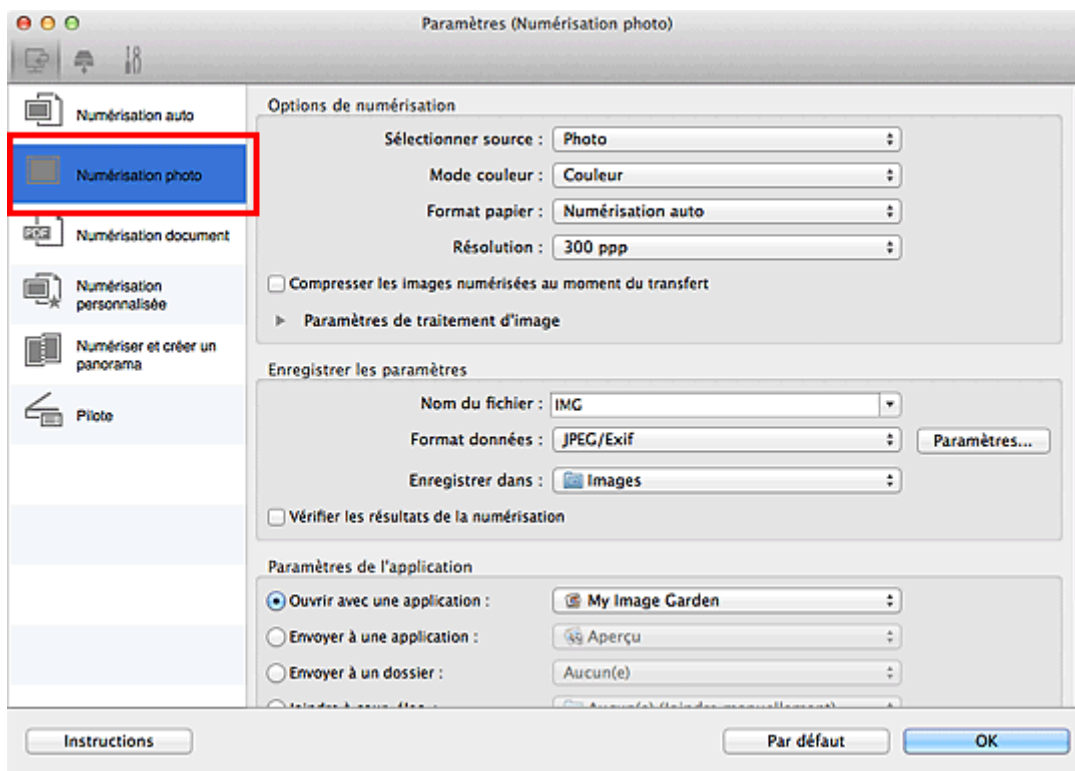 Paramètres (Numérisation photo)
Numérisation auto
Numérisation photo
PDF
Numérisation document
Numérisation
personnalisée
Numériser et créer un
panorama
Pilote
Options de numérisation
Sélectionner source : Photo
Mode couleur : Couleur
Format papier : Numérisation auto
Résolution : 300 ppp
Compresser les images numérisées au moment du transfert
Paramètres de traitement d'image
Enregistrer les paramètres
Nom du fichier : IMG
Format données : JPEG/Exif Paramètres...
Enregistrer dans : Images
Vérifier les résultats de la numérisation
Paramètres de l'application
Ouvrir avec une application : My Image Garden
Envoyer à une application : Aperçu
Envoyer à un dossier : Aucun(e)
Instructions Par défaut OK